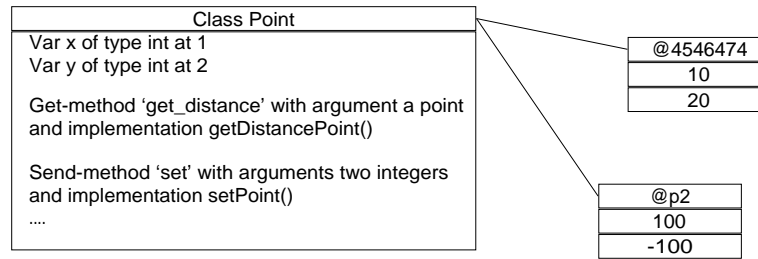 Class Point
Var x of type int at 1
Var y of type int at 2
Get-method ‘get_distance’ with argument a point
and implementation getDistancePoint()
Send-method ‘set’ with arguments two integers
and implementation setPoint()
....
@4546474
10
20
@p2
100
-100